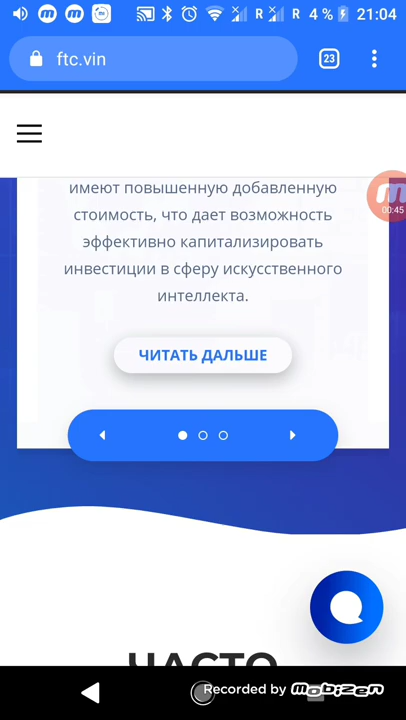 R R 4 % 21:04
ftc.vin 23
имеют повышенную добавленную
00:45
стоимость, что дает возможность
эффективно капитализировать
инвестиции в сферу искусственного
интеллекта.
ЧИТАТЬ ДАЛЬШЕ
ЧАСТО
Recorded by mobizen